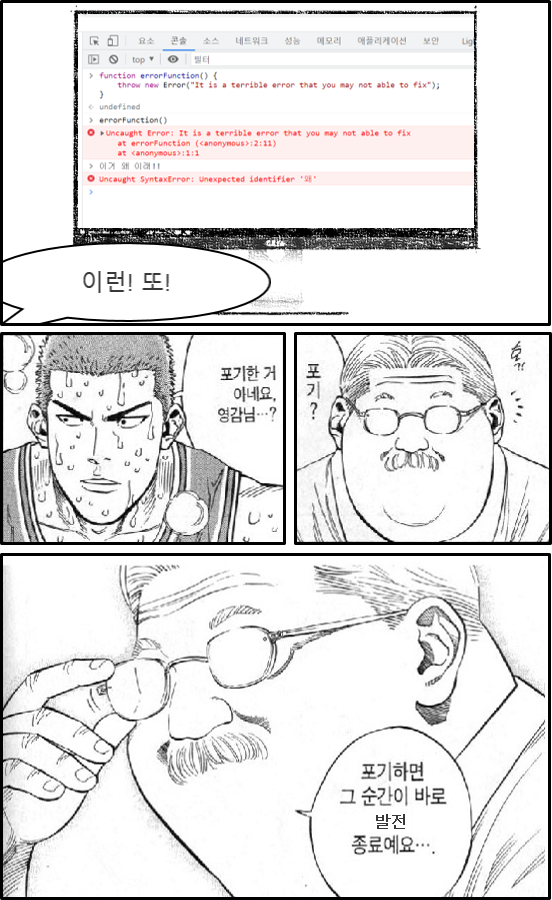 요소 콘솔 소스 네트워크 성능 메모리 애플리케이션 보안 Ligh
top ▼ 필터
> function errorFunction() {
throw new Error("It is a terrible error that you may not able to fix");
}
< undefined
> errorFunction()
▶Uncaught Error: It is a terrible error that you may not able to fix
at errorFunction (<anonymous>:2:11)
at <anonymous>:1:1
> 이거 왜 이래!!
Uncaught SyntaxError: Unexpected identifier '왜'
>
이런! 또!
포기한 거
아네요,
영감님…?
포
기
?
포기하면
그 순간이 바로
발전
종료예요….